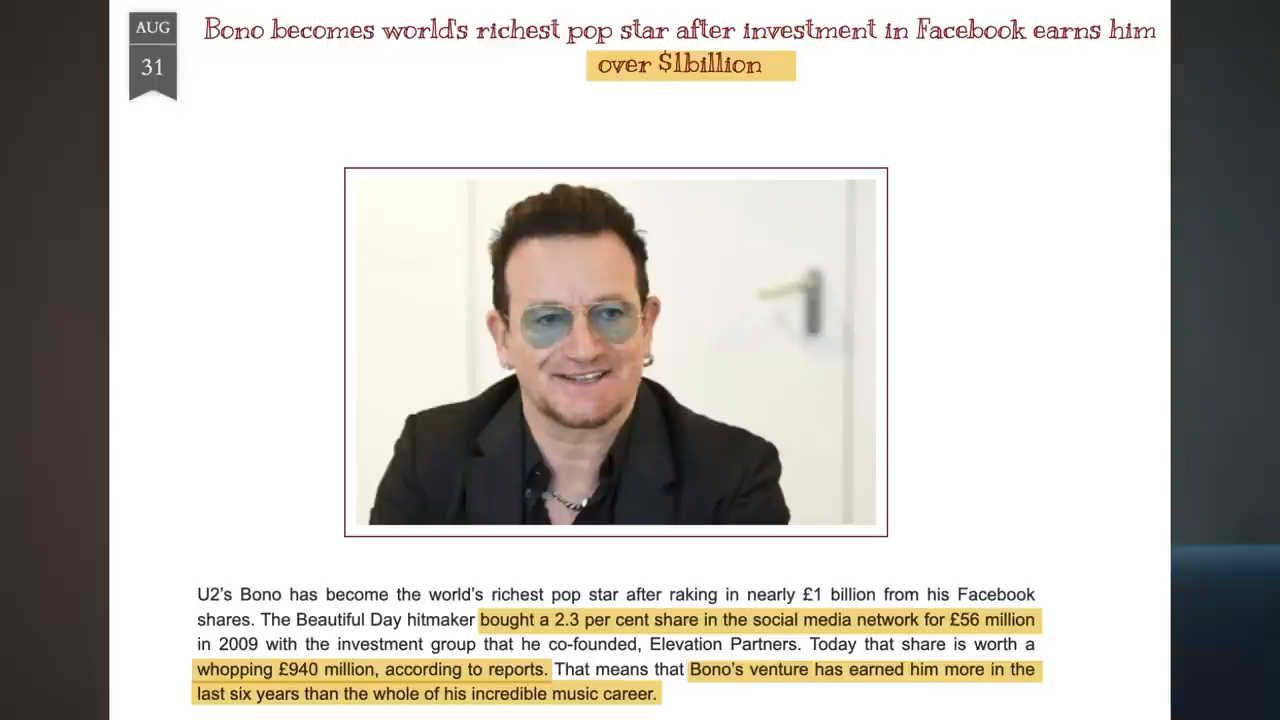 AUG
31
Bono becomes world's richest pop star after investment in Facebook earns him
over $1billion
U2's Bono has become the world's richest pop star after raking in nearly £1 billion from his Facebook
shares. The Beautiful Day hitmaker bought a 2.3 per cent share in the social media network for £56 million
in 2009 with the investment group that he co-founded, Elevation Partners. Today that share is worth a
whopping £940 million, according to reports. That means that Bono's venture has earned him more in the
last six years than the whole of his incredible music career.